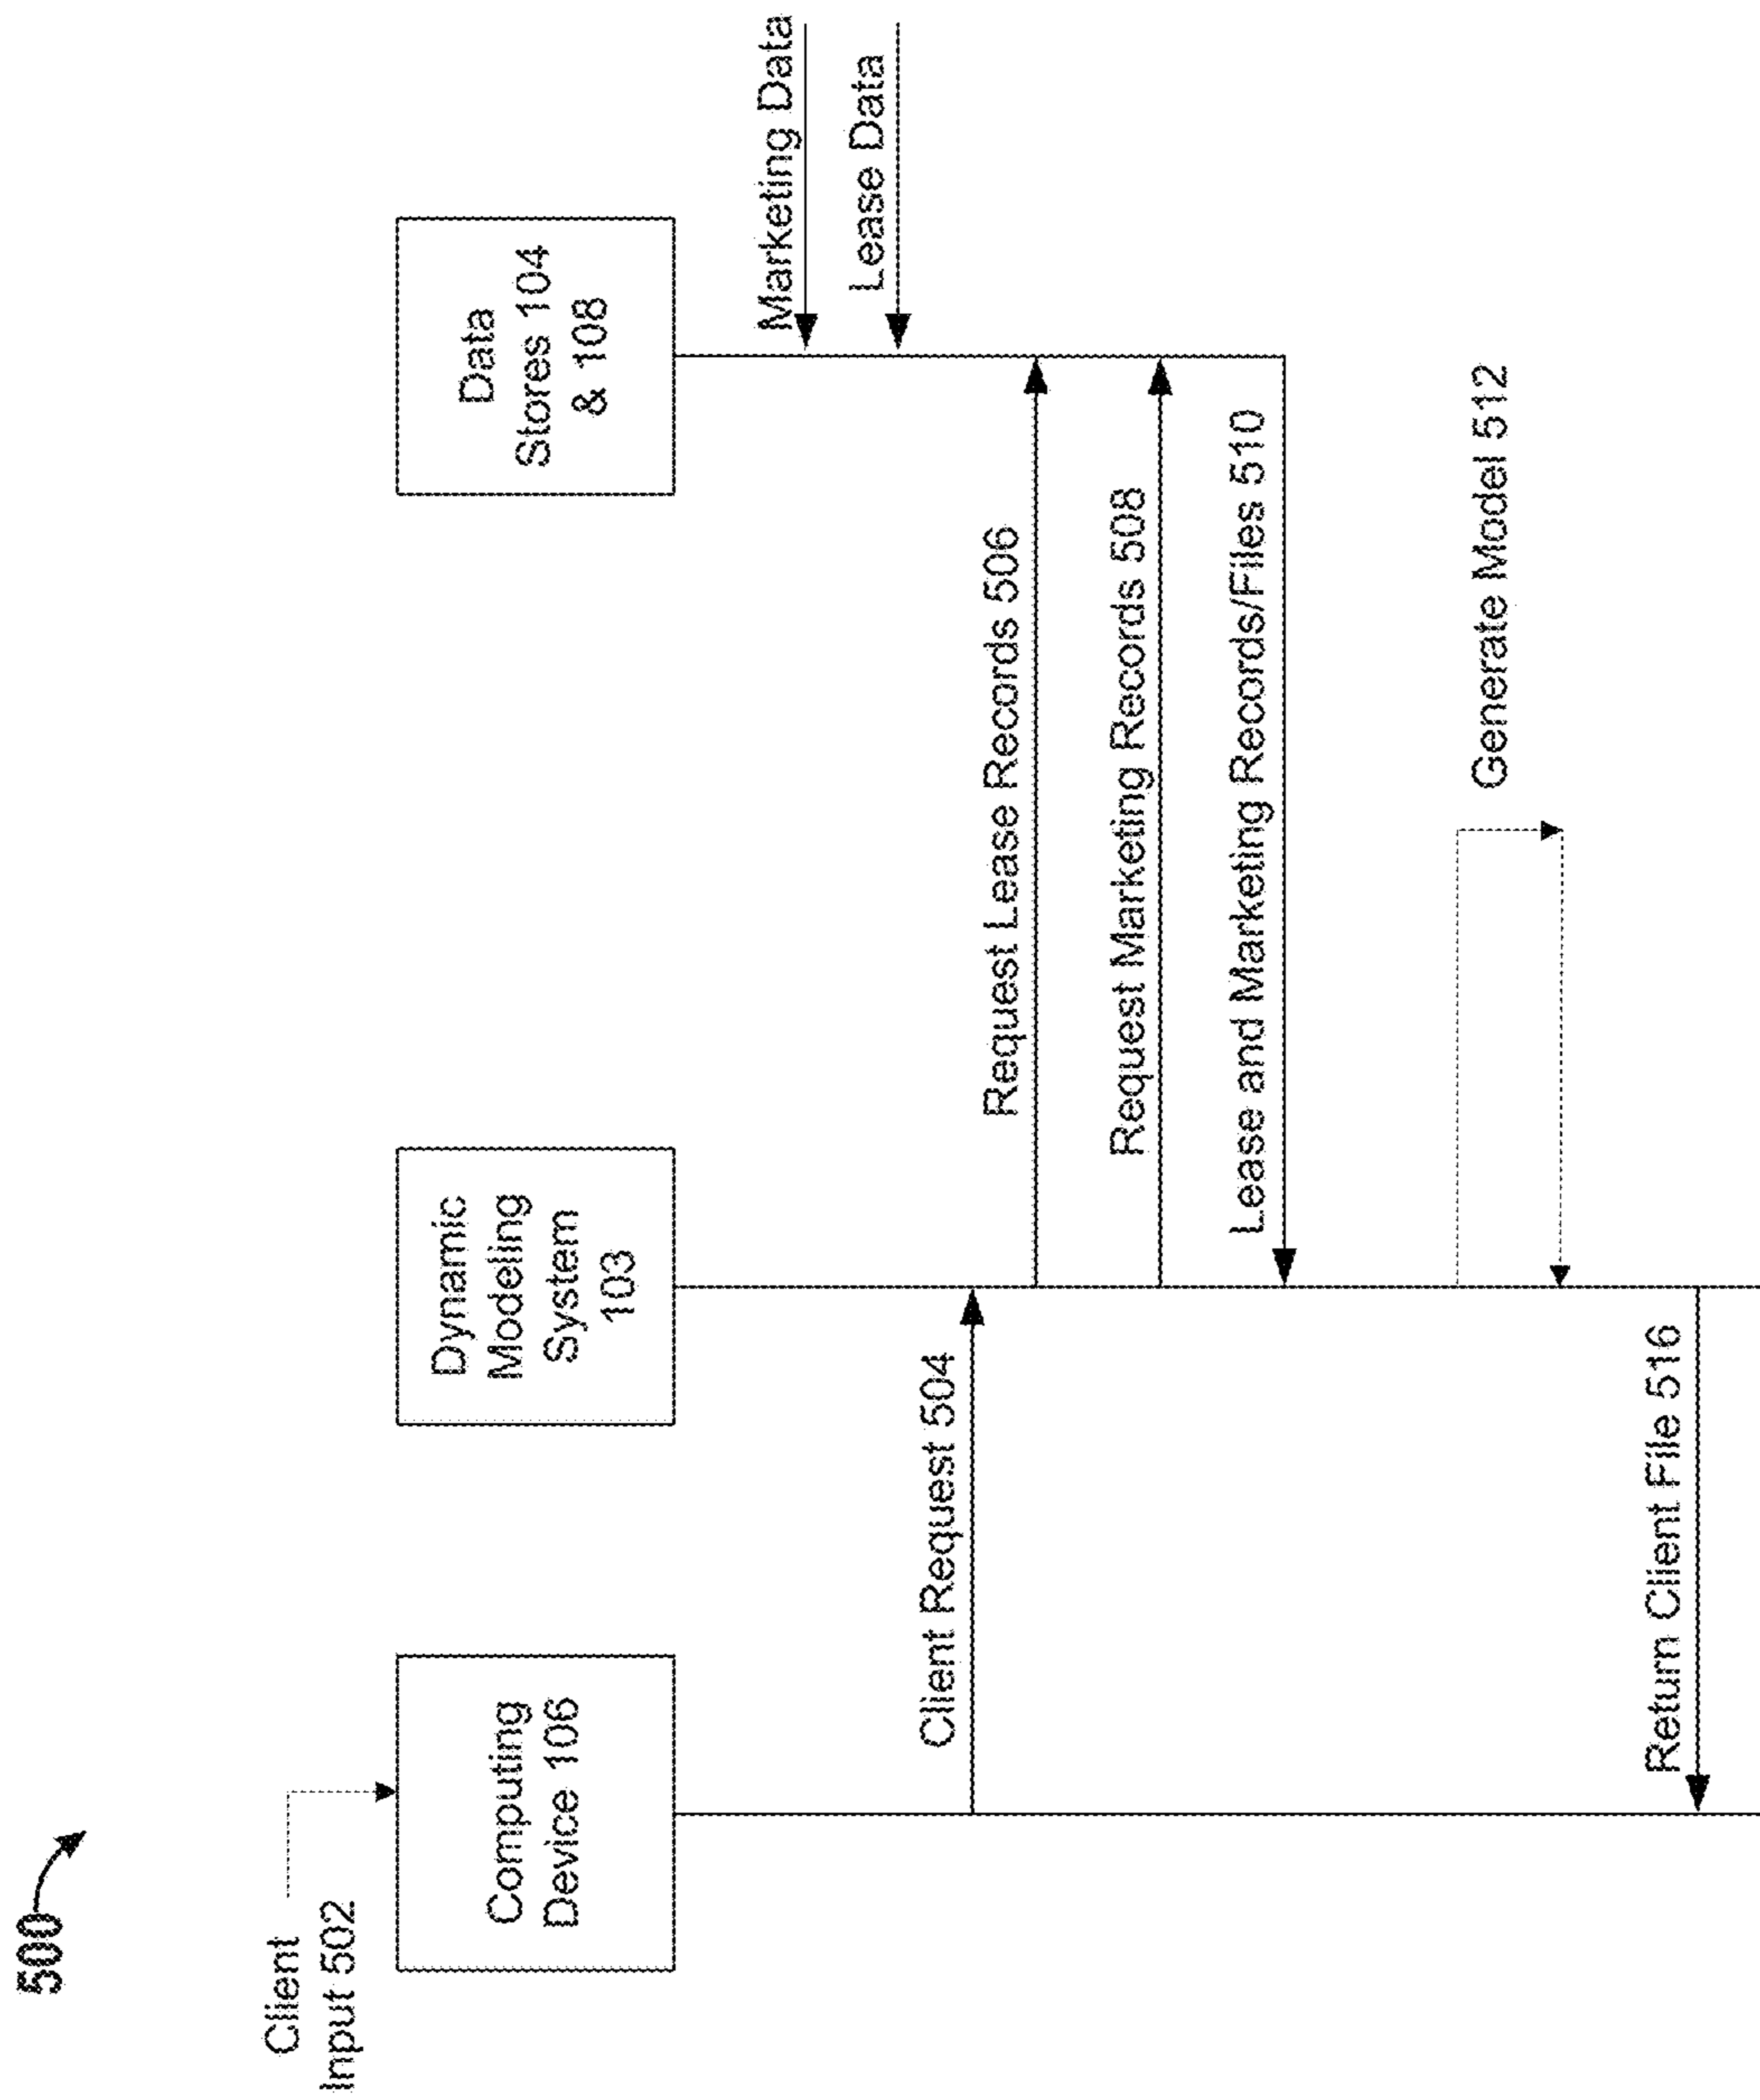 500
Client
Input 502
Computing
Device 106
Dynamic
Modeling
System
103
Data
Stores 104
& 108
Marketing Data
Lease Data
Client Request 504
Request Lease Records 506
Request Marketing Records 508
Lease and Marketing Records/Files 510
Generate Model 512
Return Client File 516